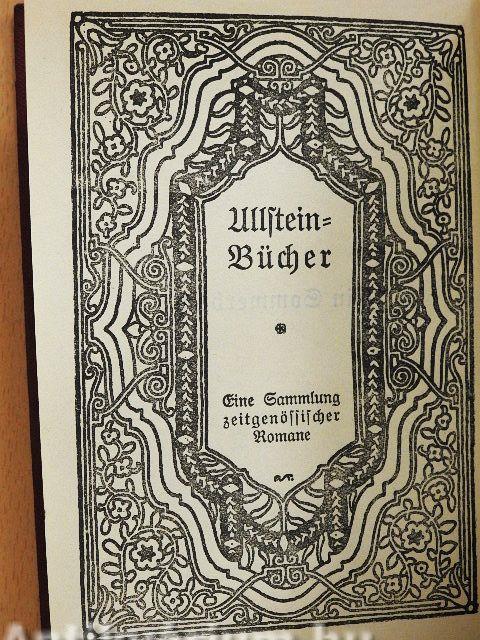 Ullstein=
Bücher
Eine Sammlung
zeitgenössischer
Romane